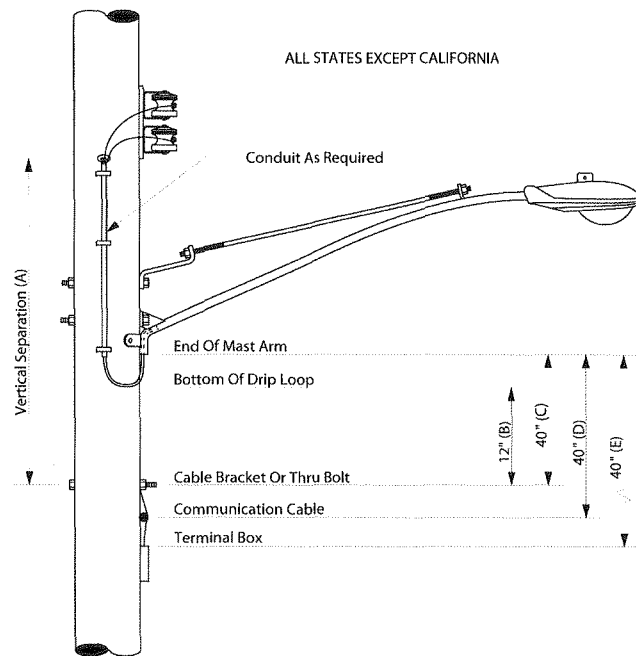 ALL STATES EXCEPT CALIFORNIA
Conduit As Required
Vertical Separation (A)
End Of Mast Arm
Bottom Of Drip Loop
12" (B)
40" (C)
40" (D)
40" (E)
Cable Bracket Or Thru Bolt
Communication Cable
Terminal Box